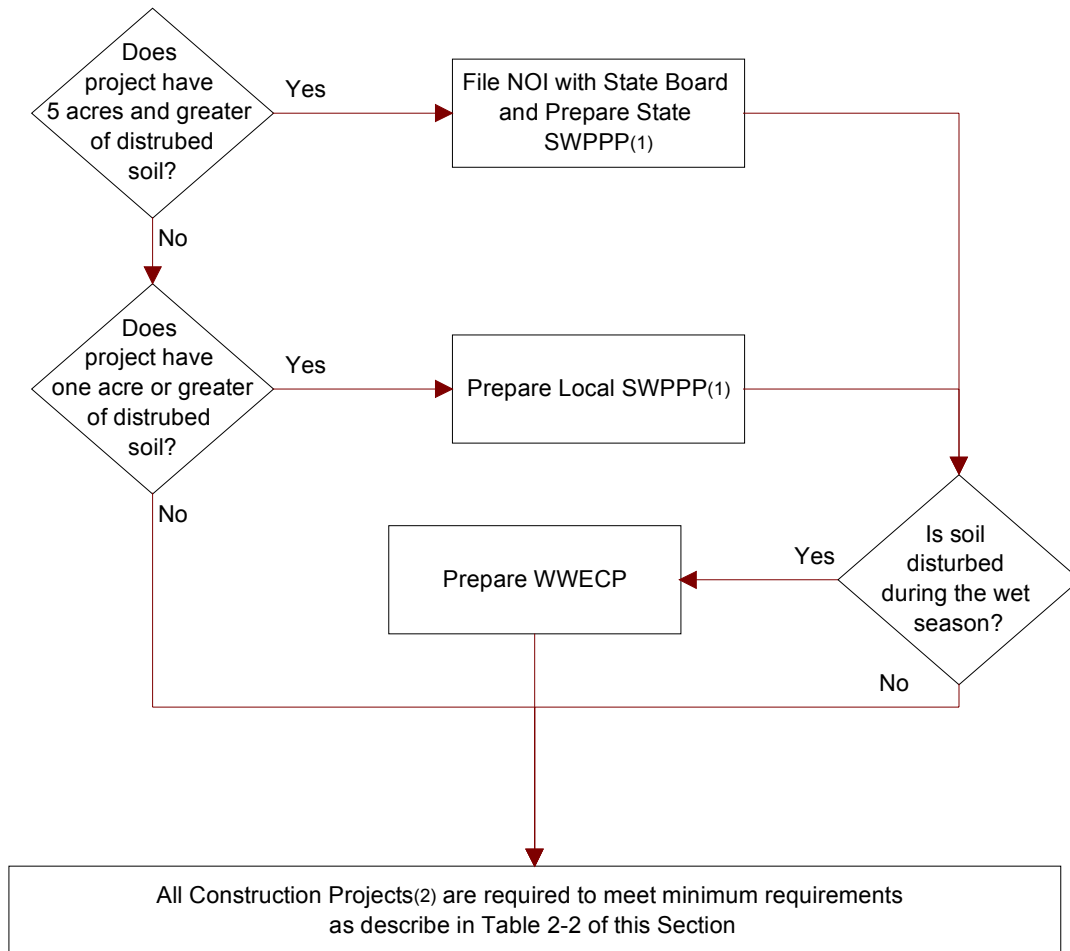 Does
project have
5 acres and greater
of distrubed
soil?
Yes
File NOI with State Board
and Prepare State
SWPPP(1)
No
Does
project have
one acre or greater
of distrubed
soil?
Yes
Prepare Local SWPPP(1)
No
Is soil
disturbed
during the wet
season?
Yes
Prepare WWECP
No
All Construction Projects(2) are required to meet minimum requirements
as describe in Table 2-2 of this Section